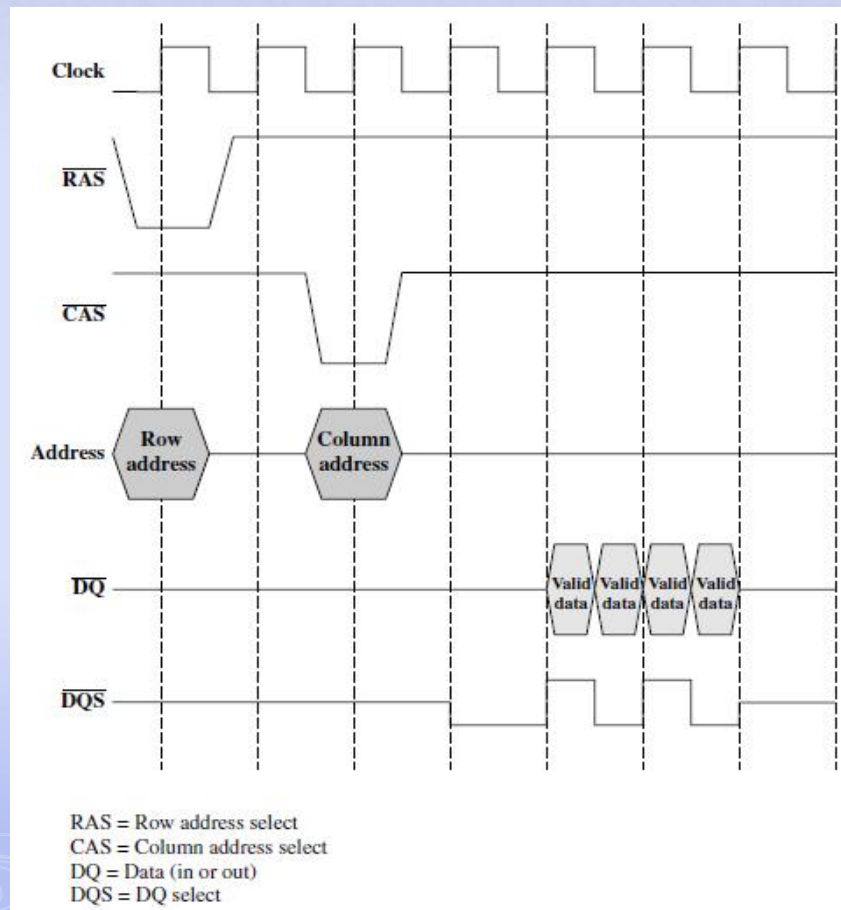 Clock
RAS
CAS
Address
Row
address
Column
address
DQ
Valid Valid Valid Valid
data data data data
DQS
RAS = Row address select
CAS = Column address select
DQ = Data (in or out)
DQS = DQ select